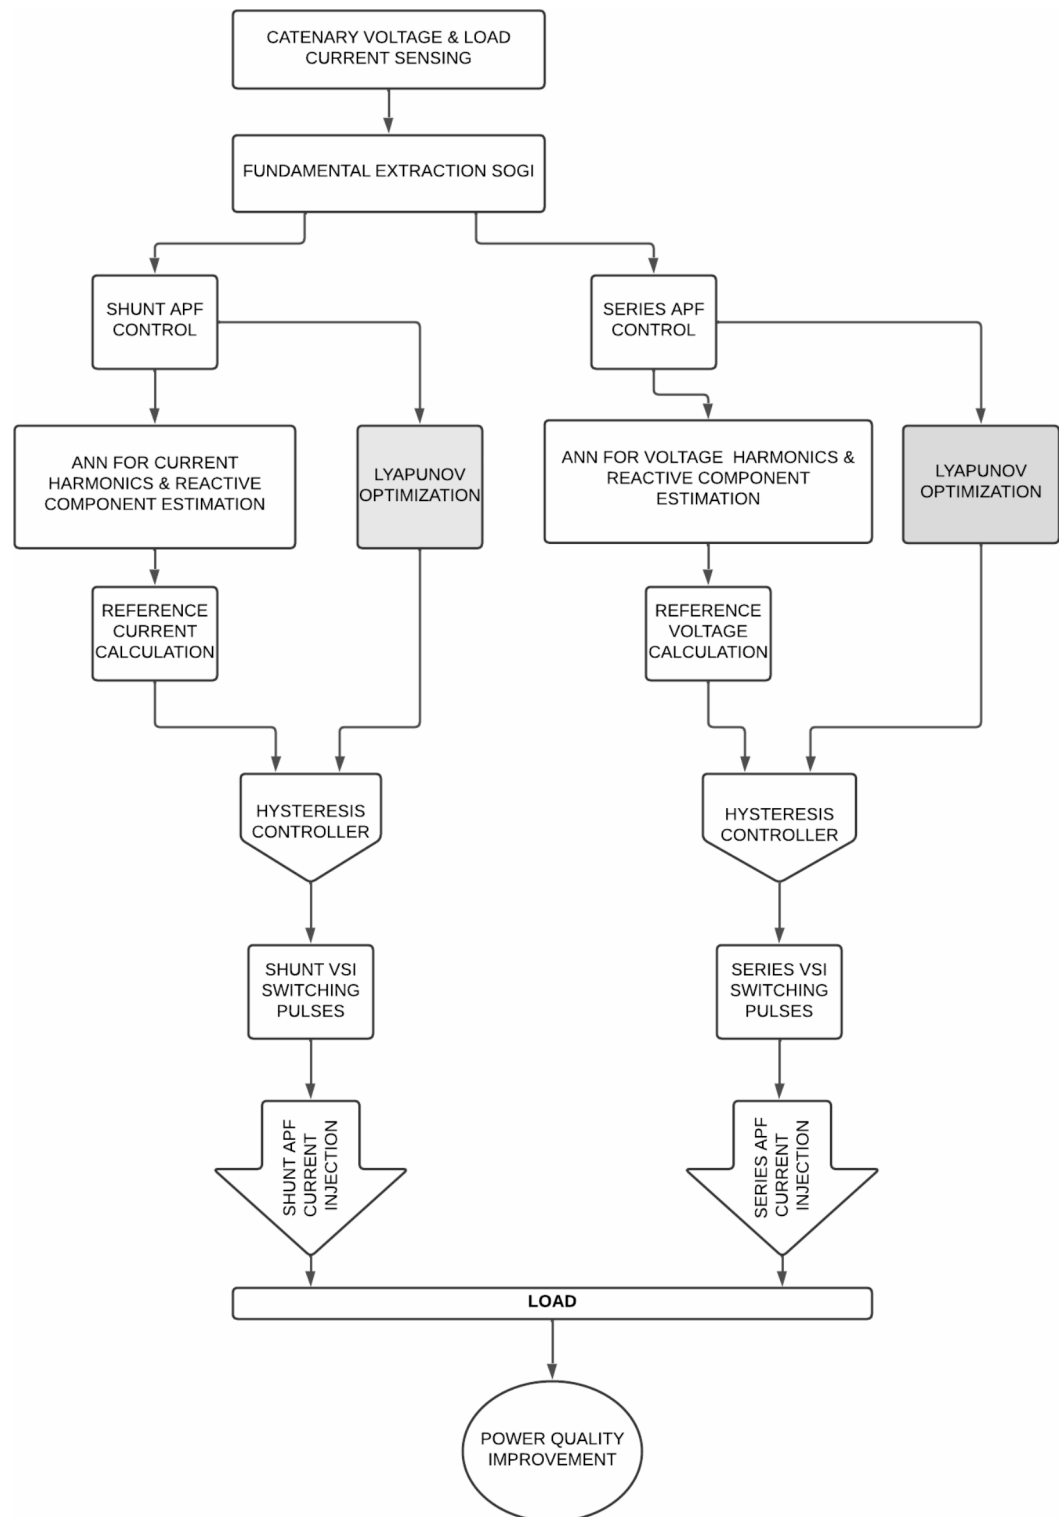 CATENARY VOLTAGE & LOAD
CURRENT SENSING
FUNDAMENTAL EXTRACTION SOGI
SHUNT APF
CONTROL
SERIES APF
CONTROL
ANN FOR CURRENT
HARMONICS & REACTIVE
COMPONENT ESTIMATION
LYAPUNOV
OPTIMIZATION
ANN FOR VOLTAGE HARMONICS &
REACTIVE COMPONENT
ESTIMATION
LYAPUNOV
OPTIMIZATION
REFERENCE
CURRENT
CALCULATION
REFERENCE
VOLTAGE
CALCULATION
HYSTERESIS
CONTROLLER
HYSTERESIS
CONTROLLER
SHUNT VSI
SWITCHING
PULSES
SERIES VSI
SWITCHING
PULSES
SHUNT APF
CURRENT
INJECTION
SERIES APF
CURRENT
INJECTION
LOAD
POWER QUALITY
IMPROVEMENT